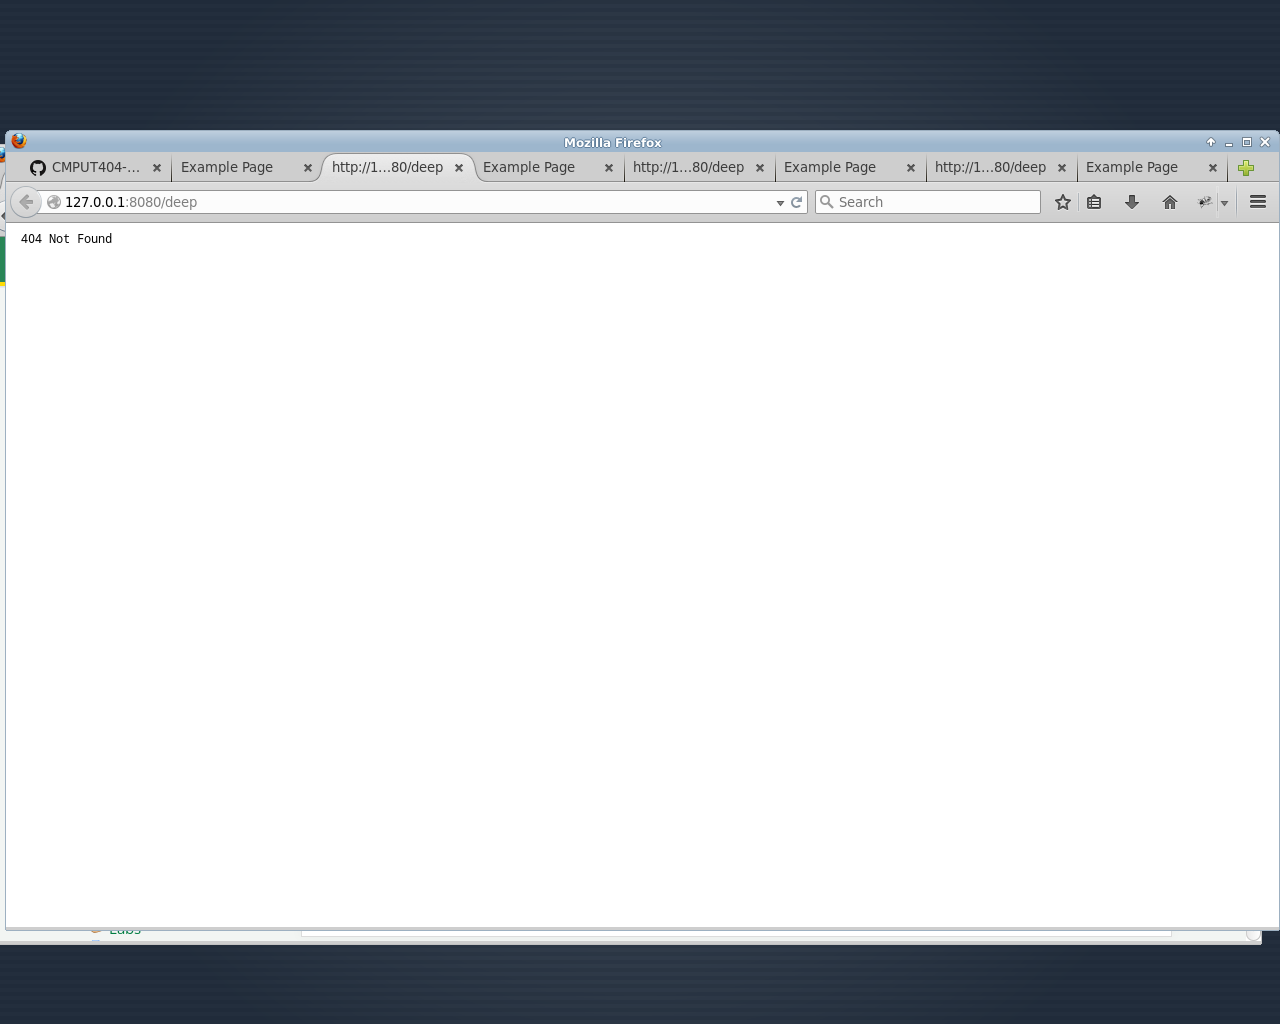 Mozilla Firefox
CMPUT404-...
Example Page
http://1...80/deep
Example Page
http://1...80/deep
Example Page
http://1...80/deep
Example Page
127.0.0.1:8080/deep
Search
404 Not Found
Labs